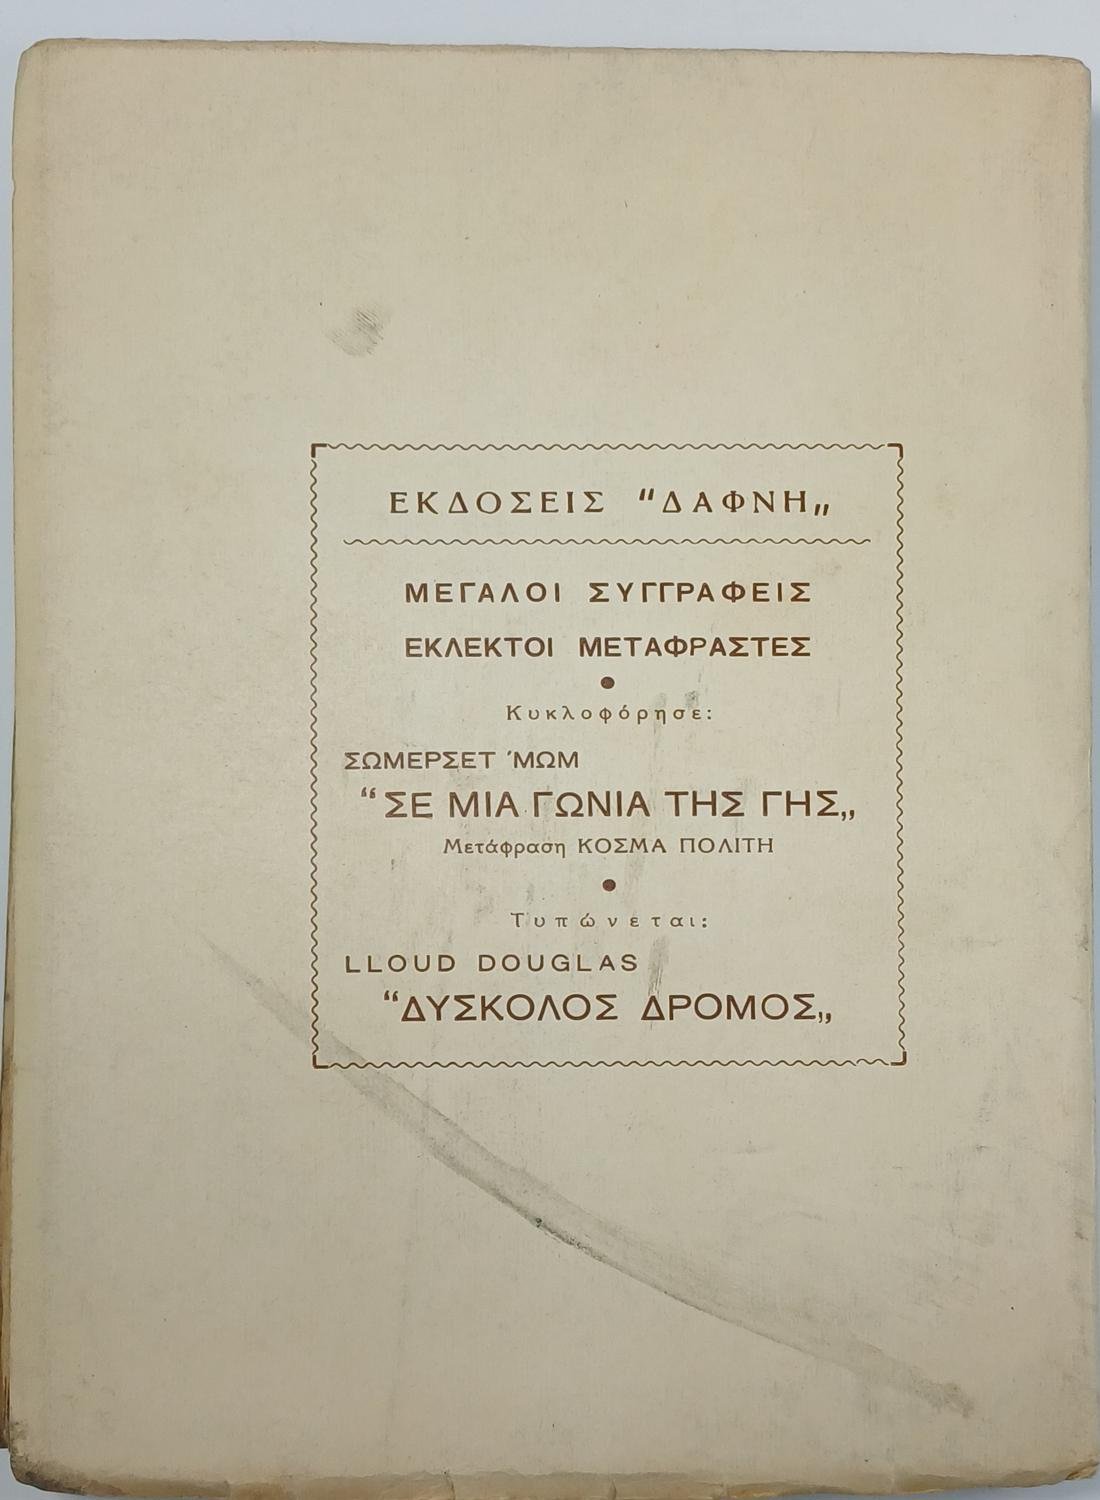 ΕΚΔΟΣΕΙΣ "ΔΑΦΝΗ„
ΜΕΓΑΛΟΙ ΣΥΓΓΡΑΦΕΙΣ
ΕΚΛΕΚΤΟΙ ΜΕΤΑΦΡΑΣΤΕΣ
Κυκλοφόρησε:
ΣΩΜΕΡΣΕΤ ΄ΜΩΜ
“ΣΕ ΜΙΑ ΓΩΝΙΑ ΤΗΣ ΓΗΣ„
Μετάφραση ΚΟΣΜΑ ΠΟΛΙΤΗ
Τυπώνεται:
LLOUD DOUGLAS
“ΔΥΣΚΟΛΟΣ ΔΡΟΜΟΣ„